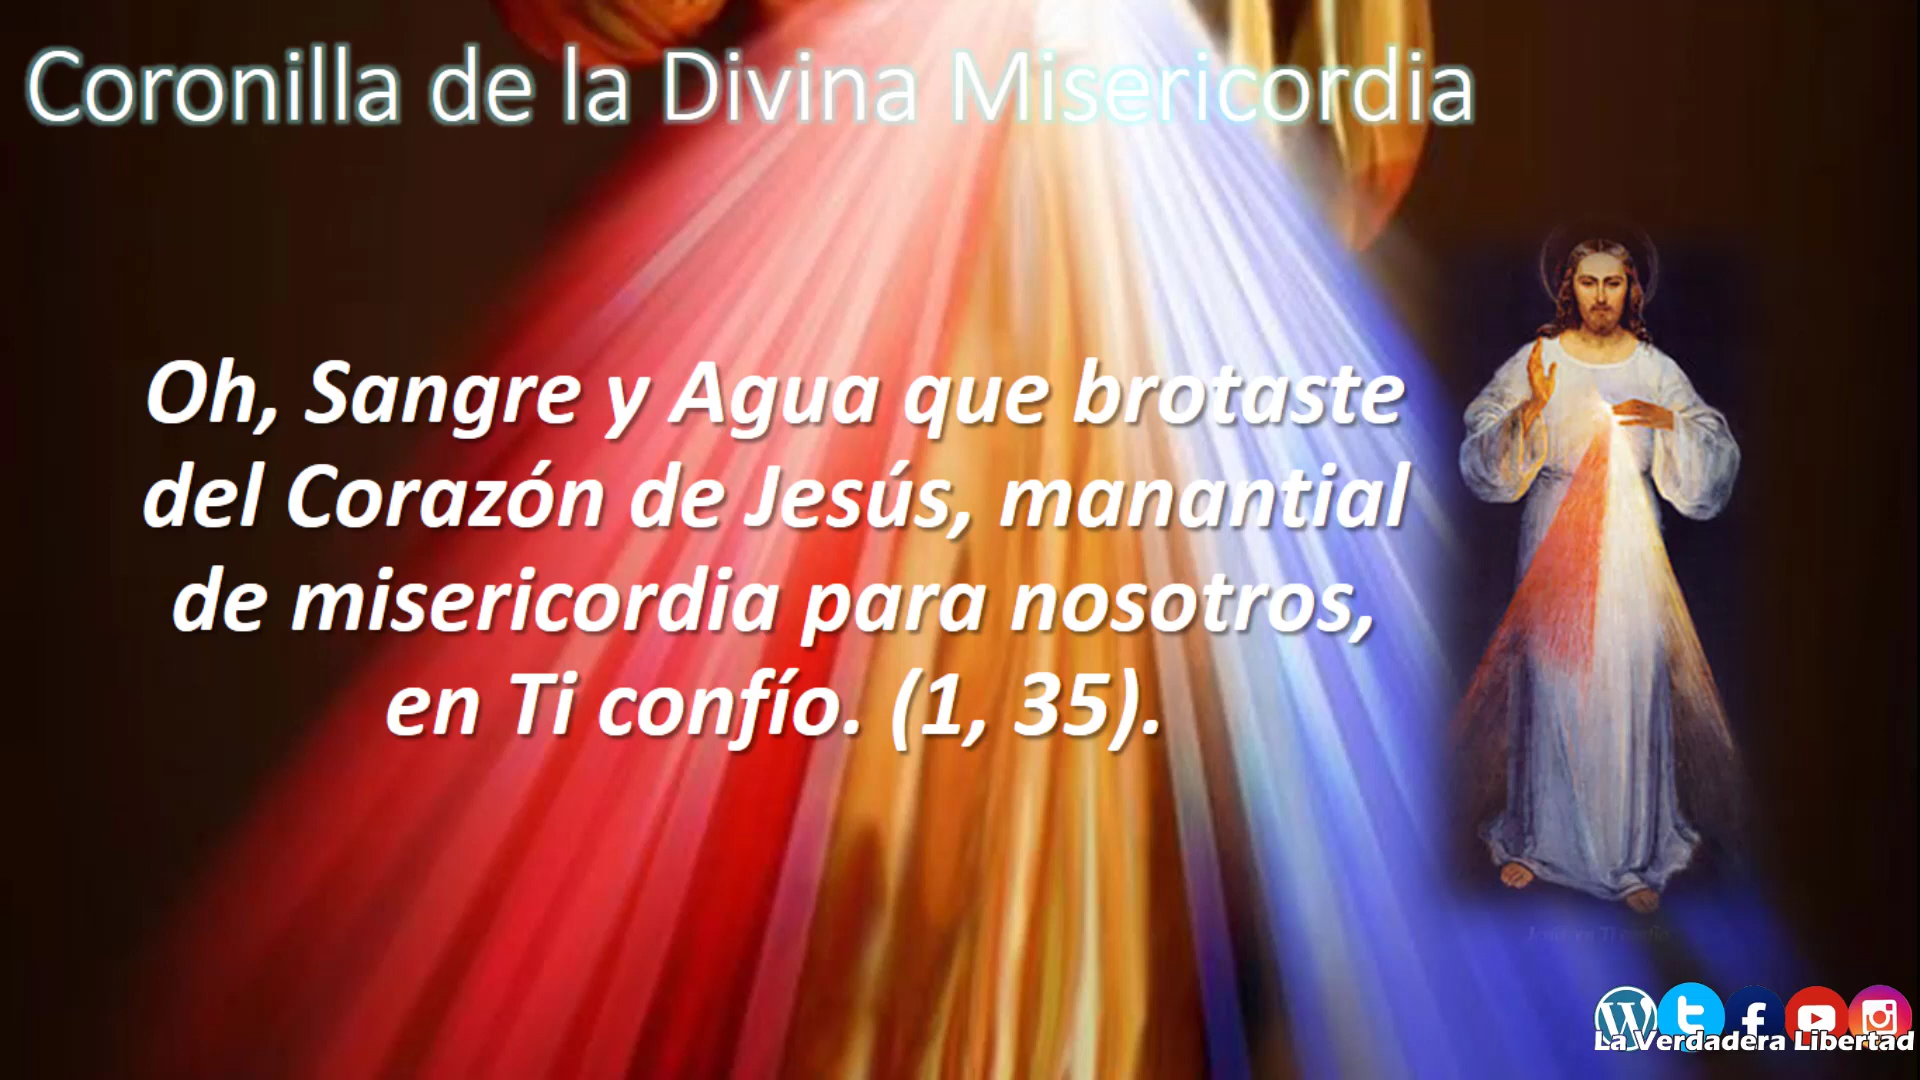 Coronilla de la Divina Misericordia
Oh, Sangre y Agua que brotaste
del Corazón de Jesús, manantial
de misericordia para nosotros,
en Ti confío. (1, 35).
La Verdadera Libertad